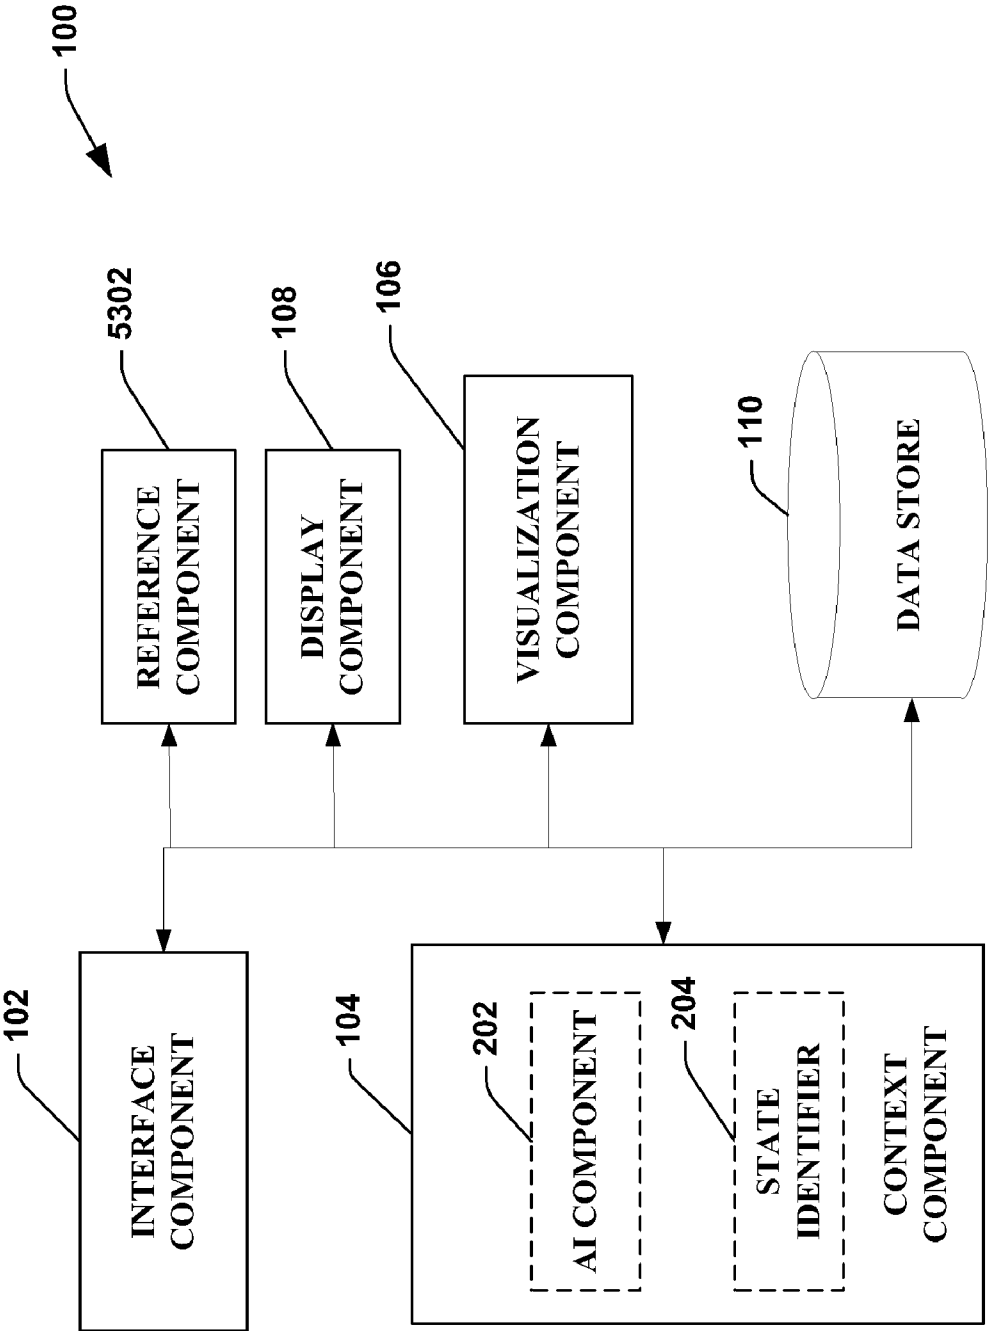 100
102
INTERFACE
COMPONENT
5302
REFERENCE
COMPONENT
108
DISPLAY
COMPONENT
104
202
AI COMPONENT
204
STATE
IDENTIFIER
CONTEXT
COMPONENT
106
VISUALIZATION
COMPONENT
110
DATA STORE